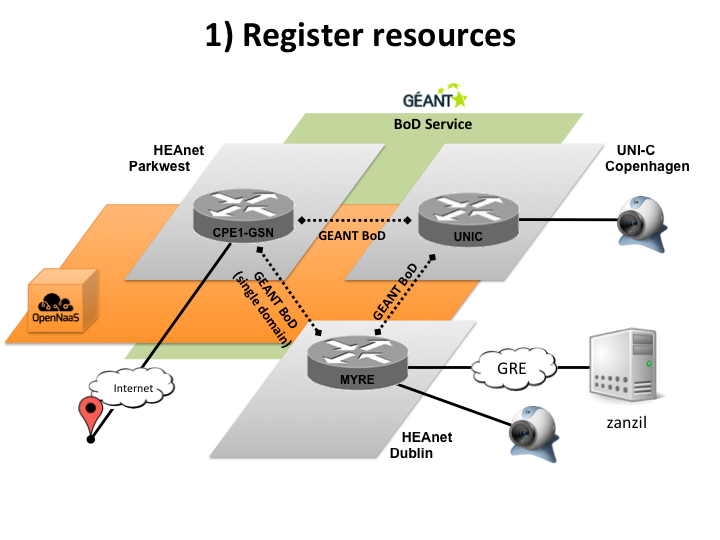 1) Register resources
GÉANT
BoD Service
HEAnet
Parkwest
UNI-C
Copenhagen
CPE1-GSN
GEANT BoD
UNIC
GEANT BoD
(single domain)
GEANT BoD
OpenNaaS
MYRE
GRE
Internet
zanzil
HEAnet
Dublin